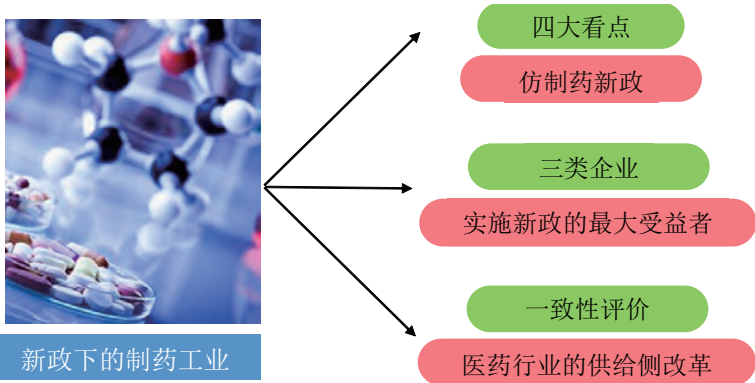 四大看点
仿制药新政
三类企业
实施新政的最大受益者
一致性评价
医药行业的供给侧改革
新政下的制药工业